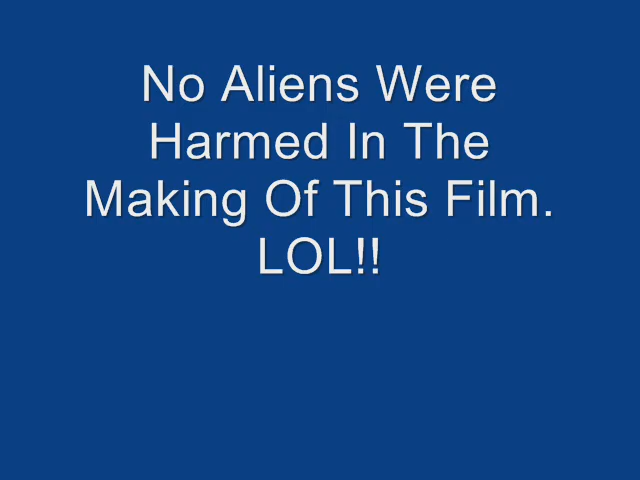 No Aliens Were
Harmed In The
Making Of This Film.
LOL!!